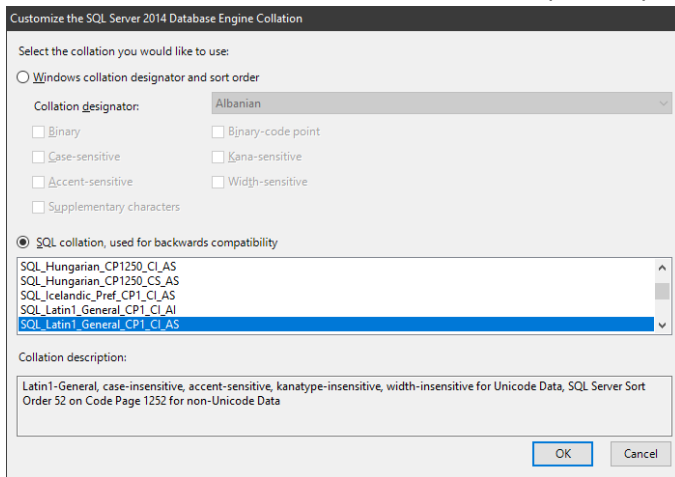 Customize the SQL Server 2014 Database Engine Collation
Select the collation you would like to use:
Windows collation designator and sort order
Collation designator: Albanian
Binary Binary-code point
Case-sensitive Kana-sensitive
Accent-sensitive Width-sensitive
Supplementary characters
SQL collation, used for backwards compatibility
SQL_Hungarian_CP1250_CI_AS
SQL_Hungarian_CP1250_CS_AS
SQL_Icelandic_Pref_CP1_CI_AS
SQL_Latin1_General_CP1_CI_AI
SQL_Latin1_General_CP1_CI_AS
Collation description:
Latin1-General, case-insensitive, accent-sensitive, kanatype-insensitive, width-insensitive for Unicode Data, SQL Server Sort
Order 52 on Code Page 1252 for non-Unicode Data
OK Cancel